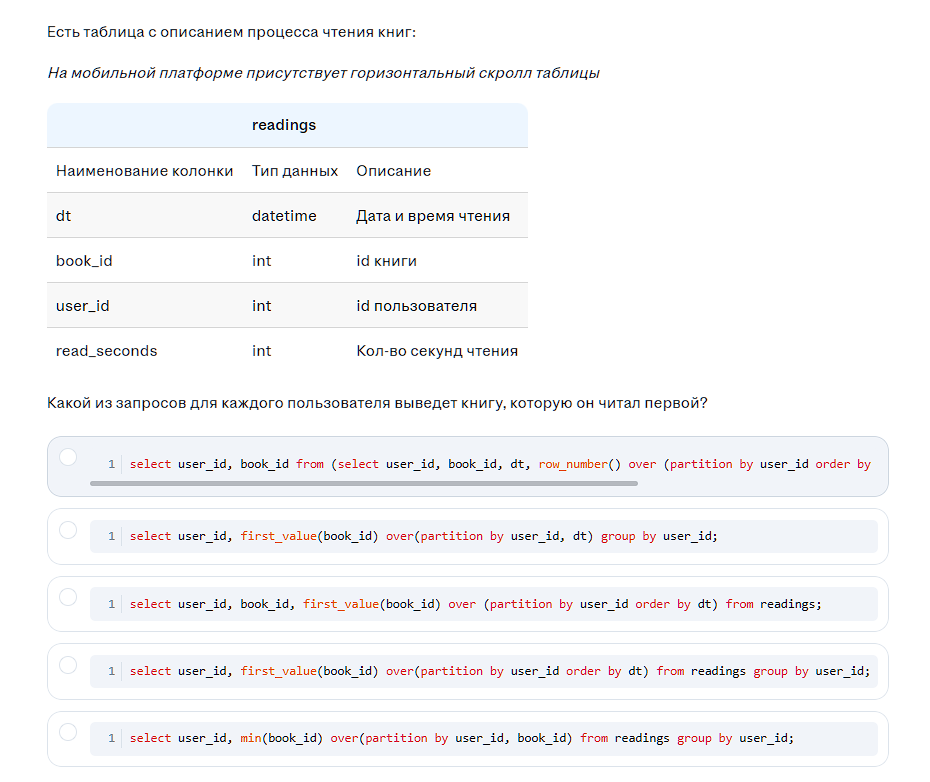 Есть таблица с описанием процесса чтения книг:
На мобильной платформе присутствует горизонтальный скролл таблицы
readings
Наименование колонки Тип данных Описание
dt datetime Дата и время чтения
book_id int id книги
user_id int id пользователя
read_seconds int Кол-во секунд чтения
Какой из запросов для каждого пользователя выведет книгу, которую он читал первой?
1 select user_id, book_id from (select user_id, book_id, dt, row_number() over (partition by user_id order by
1 select user_id, first_value(book_id) over(partition by user_id, dt) group by user_id;
1 select user_id, book_id, first_value(book_id) over (partition by user_id order by dt) from readings;
1 select user_id, first_value(book_id) over(partition by user_id order by dt) from readings group by user_id;
1 select user_id, min(book_id) over(partition by user_id, book_id) from readings group by user_id;